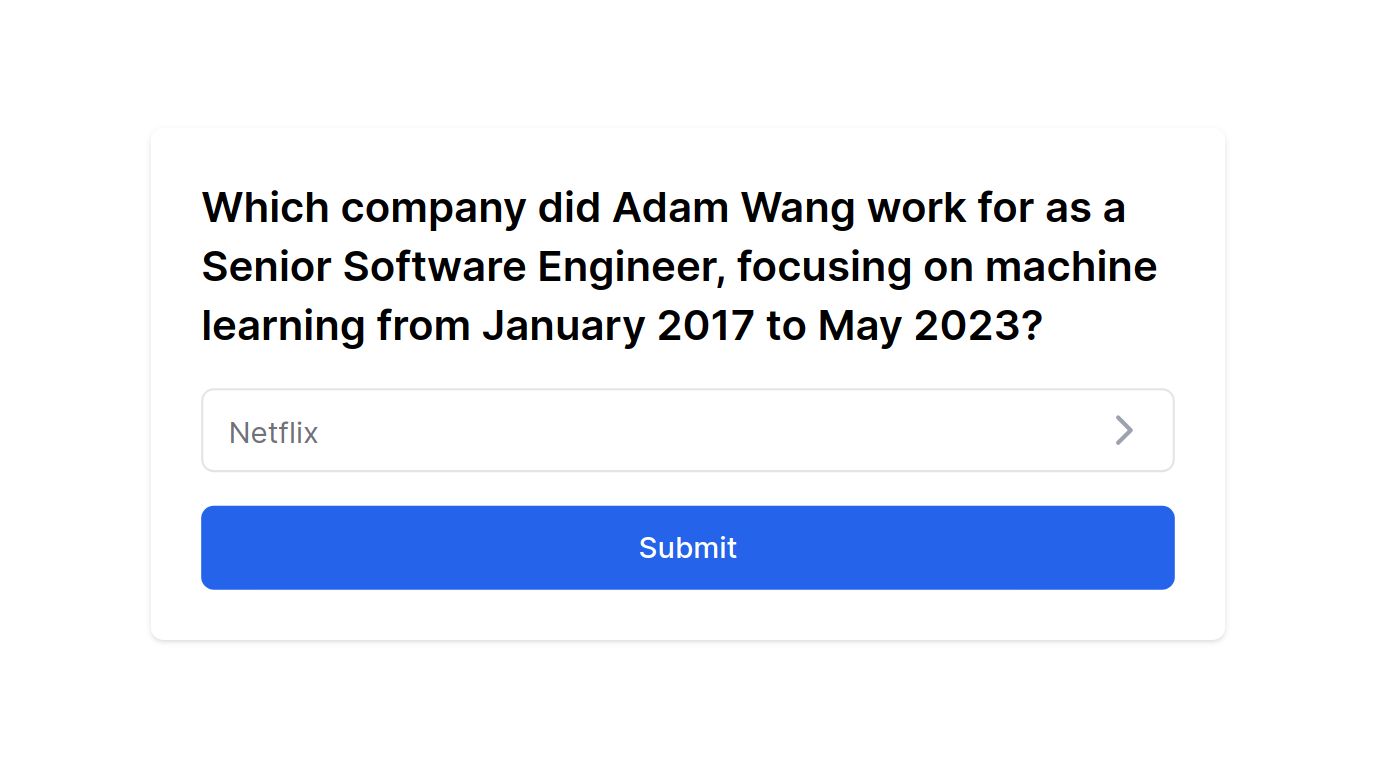 Which company did Adam Wang work for as a
Senior Software Engineer, focusing on machine
learning from January 2017 to May 2023?
Netflix
Submit